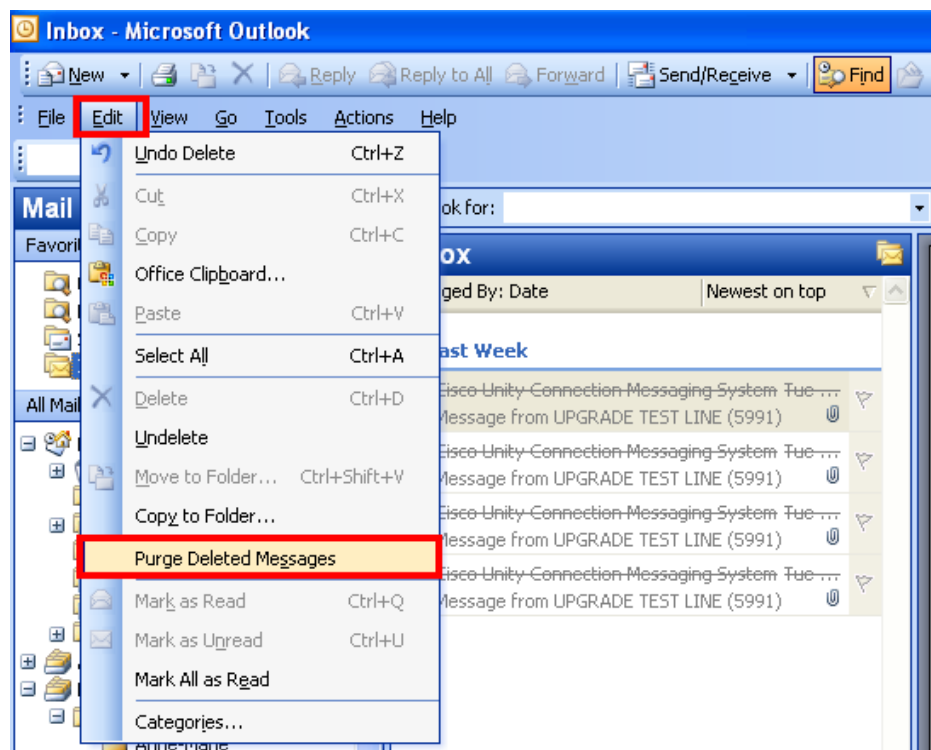 Inbox - Microsoft Outlook
New Reply Reply to All Forward Send/Receive Find
File Edit View Go Tools Actions Help
Undo Delete Ctrl+Z
Cut Ctrl+X
Mail ok for:
Copy Ctrl+C
Favori ox
Office Clipboard...
ged By: Date Newest on top
Paste Ctrl+V
Select All Ctrl+A
ast Week
Delete Ctrl+D
Cisco Unity Connection Messaging System Tue ...
All Mail
Message from UPGRADE TEST LINE (5991)
Undelete
Cisco Unity Connection Messaging System Tue ...
Move to Folder... Ctrl+Shift+V
Message from UPGRADE TEST LINE (5991)
Copy to Folder...
Cisco Unity Connection Messaging System Tue ...
Message from UPGRADE TEST LINE (5991)
Purge Deleted Messages
Cisco Unity Connection Messaging System Tue ...
Mark as Read Ctrl+Q
Message from UPGRADE TEST LINE (5991)
Mark as Unread Ctrl+U
Mark All as Read
Categories...
Anne-Marie